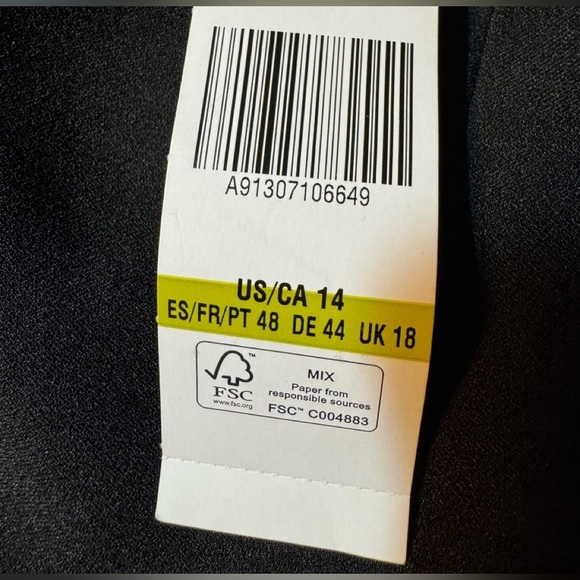 A91307106649
US/CA 14
ES/FR/PT 48 DE 44 UK 18
FSC™
www.fsc.org
MIX
Paper from
responsible sources
FSC™ C004883